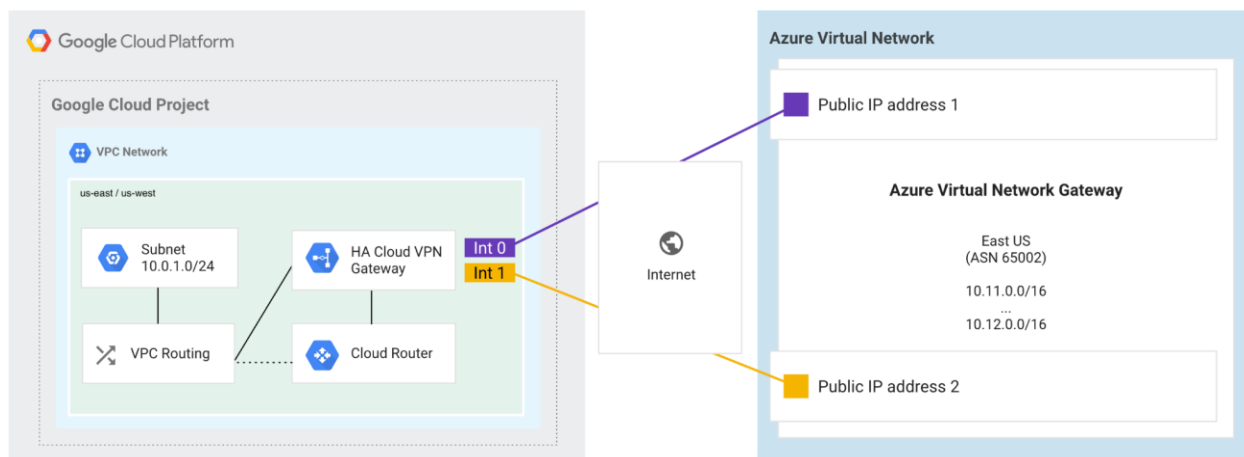 Google Cloud Platform
Google Cloud Project
VPC Network
us-east / us-west
Subnet
10.0.1.0/24
HA Cloud VPN
Gateway
Int 0
Int 1
VPC Routing
Cloud Router
Internet
Azure Virtual Network
Public IP address 1
Azure Virtual Network Gateway
East US
(ASN 65002)
10.11.0.0/16
...
10.12.0.0/16
Public IP address 2